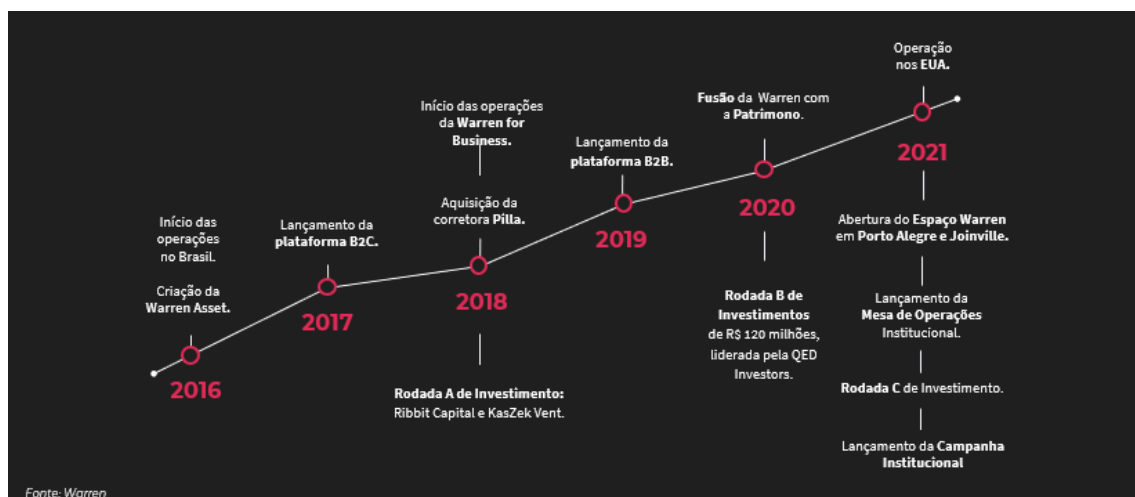 Início das
operações
no Brasil.
Criação da
Warren Asset.
2016
Lançamento da
plataforma B2C.
2017
Início das operações
da Warren for
Business.
Aquisição da
corretora Pilla.
2018
Rodada A de Investimento:
Ribbit Capital e KasZek Vent.
Lançamento da
plataforma B2B.
2019
Fusão da Warren com
a Patrimono.
2020
Rodada B de
Investimentos
de R$ 120 milhões,
liderada pela QED
Investors.
Operação
nos EUA.
2021
Abertura do Espaço Warren
em Porto Alegre e Joinville.
Lançamento da
Mesa de Operações
Institucional.
Rodada C de Investimento.
Lançamento da Campanha
Institucional
Fonte: Warren